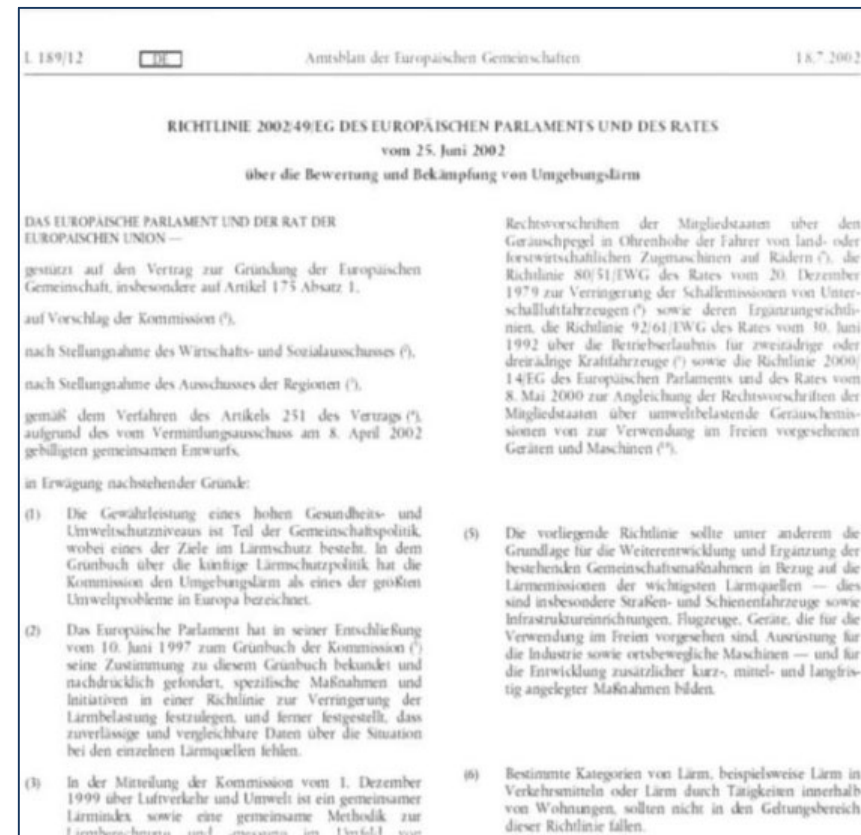 L 189/12
DE
Amtsblatt der Europäischen Gemeinschaften
18.7.2002
RICHTLINIE 2002/49/EG DES EUROPÄISCHEN PARLAMENTS UND DES RATES
vom 25. Juni 2002
über die Bewertung und Bekämpfung von Umgebungslärm
DAS EUROPÄISCHE PARLAMENT UND DER RAT DER
EUROPÄISCHEN UNION —
gestützt auf den Vertrag zur Gründung der Europäischen
Gemeinschaft, insbesondere auf Artikel 175 Absatz 1,
auf Vorschlag der Kommission (¹),
nach Stellungnahme des Wirtschafts- und Sozialausschusses (²),
nach Stellungnahme des Ausschusses der Regionen (³),
gemäß dem Verfahren des Artikels 251 des Vertrags (⁴),
aufgrund des vom Vermittlungsausschuss am 8. April 2002
gebilligten gemeinsamen Entwurfs,
in Erwägung nachstehender Gründe:
(1) Die Gewährleistung eines hohen Gesundheits- und
Umweltschutzniveaus ist Teil der Gemeinschaftspolitik,
wobei eines der Ziele im Lärmschutz besteht. In dem
Grünbuch über die künftige Lärmschutzpolitik hat die
Kommission den Umgebungslärm als eines der größten
Umweltprobleme in Europa bezeichnet.
(2) Das Europäische Parlament hat in seiner Entschließung
vom 10. Juni 1997 zum Grünbuch der Kommission (⁵)
seine Zustimmung zu diesem Grünbuch bekundet und
nachdrücklich gefordert, spezifische Maßnahmen und
Initiativen in einer Richtlinie zur Verringerung der
Lärmbelastung festzulegen, und ferner festgestellt, dass
zuverlässige und vergleichbare Daten über die Situation
bei den einzelnen Lärmquellen fehlen.
(3) In der Mitteilung der Kommission vom 1. Dezember
1999 über Luftverkehr und Umwelt ist ein gemeinsamer
Lärmindex sowie eine gemeinsame Methodik zur
Lärmberechnung und -messung im Umfeld von
Rechtsvorschriften der Mitgliedstaaten über den
Geräuschpegel in Ohrenhöhe der Fahrer von land- oder
forstwirtschaftlichen Zugmaschinen auf Rädern (⁷), die
Richtlinie 80/51/EWG des Rates vom 20. Dezember
1979 zur Verringerung der Schallemissionen von Unter-
schallluftfahrzeugen (⁸) sowie deren Ergänzungsrichtli-
nien, die Richtlinie 92/61/EWG des Rates vom 30. Juni
1992 über die Betriebserlaubnis für zweirädrige oder
dreirädrige Kraftfahrzeuge (⁹) sowie die Richtlinie 2000/
14/EG des Europäischen Parlaments und des Rates vom
8. Mai 2000 zur Angleichung der Rechtsvorschriften der
Mitgliedstaaten über umweltbelastende Geräuschemis-
sionen von zur Verwendung im Freien vorgesehenen
Geräten und Maschinen (¹⁰).
(5) Die vorliegende Richtlinie sollte unter anderem die
Grundlage für die Weiterentwicklung und Ergänzung der
bestehenden Gemeinschaftsmaßnahmen in Bezug auf die
Lärmemissionen der wichtigsten Lärmquellen — dies
sind insbesondere Straßen- und Schienenfahrzeuge sowie
Infrastruktureinrichtungen, Flugzeuge, Geräte, die für die
Verwendung im Freien vorgesehen sind, Ausrüstung für
die Industrie sowie ortsbewegliche Maschinen — und für
die Entwicklung zusätzlicher kurz-, mittel- und langfris-
tig angelegter Maßnahmen bilden.
(6) Bestimmte Kategorien von Lärm, beispielsweise Lärm in
Verkehrsmitteln oder Lärm durch Tätigkeiten innerhalb
von Wohnungen, sollten nicht in den Geltungsbereich
dieser Richtlinie fallen.